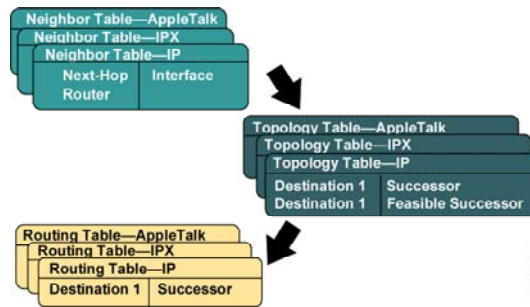 Neighbor Table—AppleTalk
Neighbor Table—IPX
Neighbor Table—IP
Next-Hop Interface
Router
Topology Table—AppleTalk
Topology Table—IPX
Topology Table—IP
Destination 1 Successor
Destination 1 Feasible Successor
Routing Table—AppleTalk
Routing Table—IPX
Routing Table—IP
Destination 1 Successor